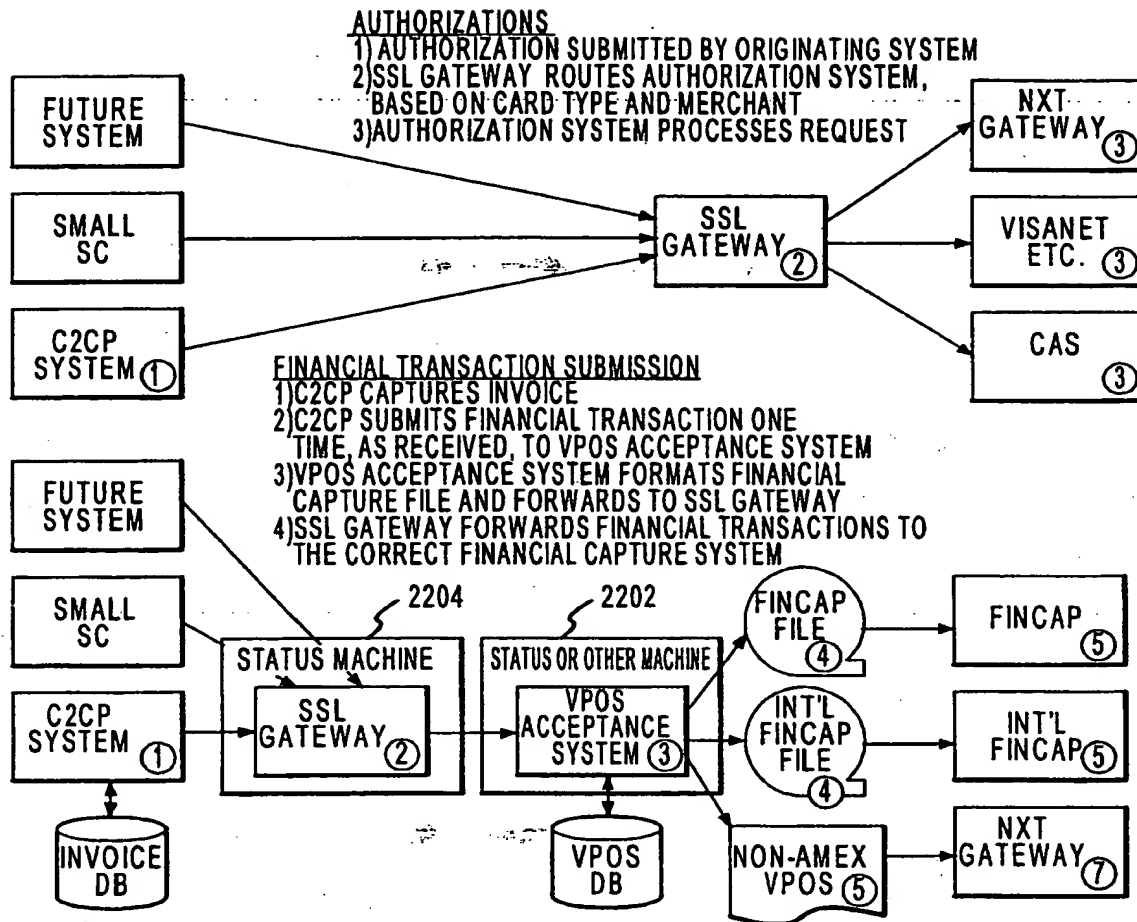 AUTHORIZATIONS
1) AUTHORIZATION SUBMITTED BY ORIGINATING SYSTEM
2) SSL GATEWAY ROUTES AUTHORIZATION SYSTEM,
BASED ON CARD TYPE AND MERCHANT
3) AUTHORIZATION SYSTEM PROCESSES REQUEST
FUTURE
SYSTEM
SMALL
SC
C2CP
SYSTEM 1
SSL
GATEWAY
2
NXT
GATEWAY
3
VISANET
ETC.
3
CAS
3
FINANCIAL TRANSACTION SUBMISSION
1) C2CP CAPTURES INVOICE
2) C2CP SUBMITS FINANCIAL TRANSACTION ONE
TIME, AS RECEIVED, TO VPOS ACCEPTANCE SYSTEM
3) VPOS ACCEPTANCE SYSTEM FORMATS FINANCIAL
CAPTURE FILE AND FORWARDS TO SSL GATEWAY
4) SSL GATEWAY FORWARDS FINANCIAL TRANSACTIONS TO
THE CORRECT FINANCIAL CAPTURE SYSTEM
FUTURE
SYSTEM
SMALL
SC
C2CP
SYSTEM
1
INVOICE
DB
2204
STATUS MACHINE
SSL
GATEWAY
2
2202
STATUS OR OTHER MACHINE
VPOS
ACCEPTANCE
SYSTEM 3
VPOS
DB
FINCAP
FILE
4
INT'L
FINCAP
FILE
4
NON-AMEX
VPOS 5
FINCAP
5
INT'L
FINCAP 5
NXT
GATEWAY
7